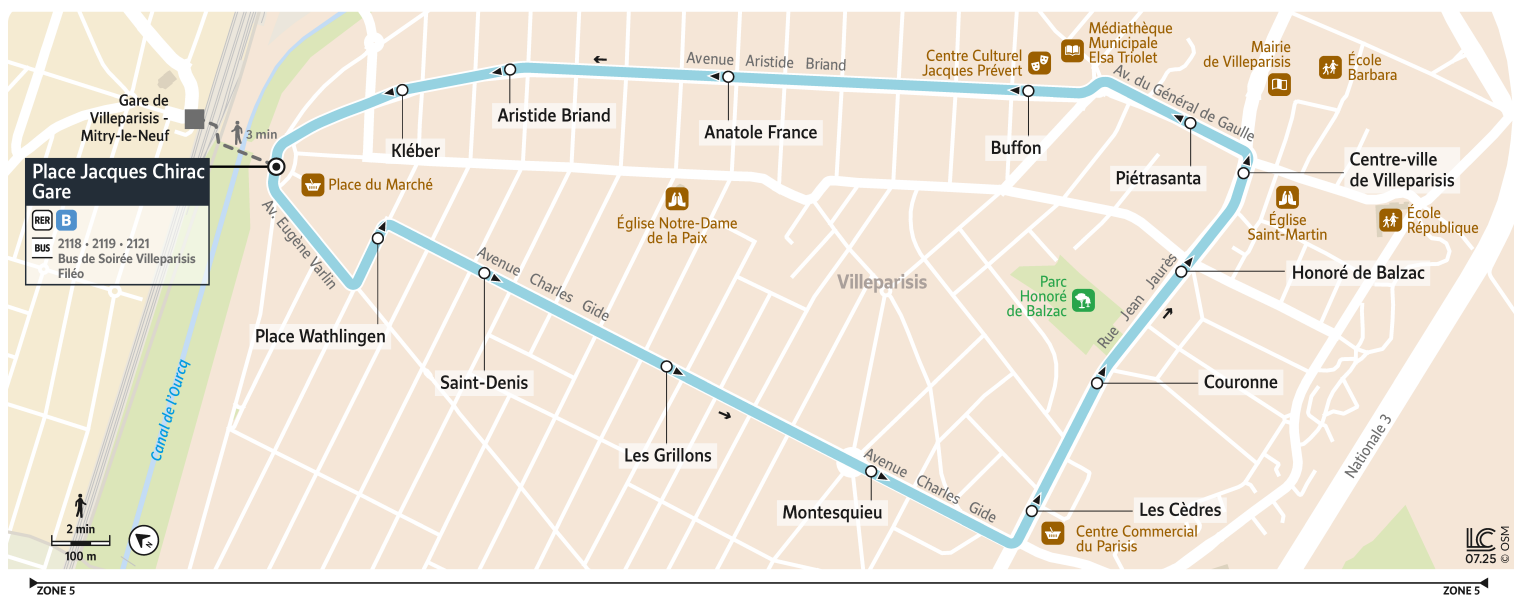 Avenue Aristide Briand
Centre Culturel
Jacques Prévert
Médiathèque
Municipale
Elsa Triolet
Mairie
de Villeparisis
École
Barbara
Av. du Général de Gaulle
Gare de
Villeparisis -
Mitry-le-Neuf
3 min
Aristide Briand
Anatole France
Buffon
Kléber
Piétrasanta
Centre-ville
de Villeparisis
Place Jacques Chirac
Gare
RER B
BUS
2118 • 2119 • 2121
Bus de Soirée Villeparisis
Filéo
Place du Marché
Av. Eugène Varlin
Église Notre-Dame
de la Paix
Église
Saint-Martin
École
République
Avenue Charles Gide
Villeparisis
Parc
Honoré
de Balzac
Rue Jean Jaurès
Honoré de Balzac
Place Wathlingen
Saint-Denis
Couronne
Canal de l'Ourcq
Les Grillons
Nationale 3
Avenue Charles Gide
Montesquieu
Les Cèdres
Centre Commercial
du Parisis
2 min
100 m
LC
07.25
© OSM
ZONE 5
ZONE 5